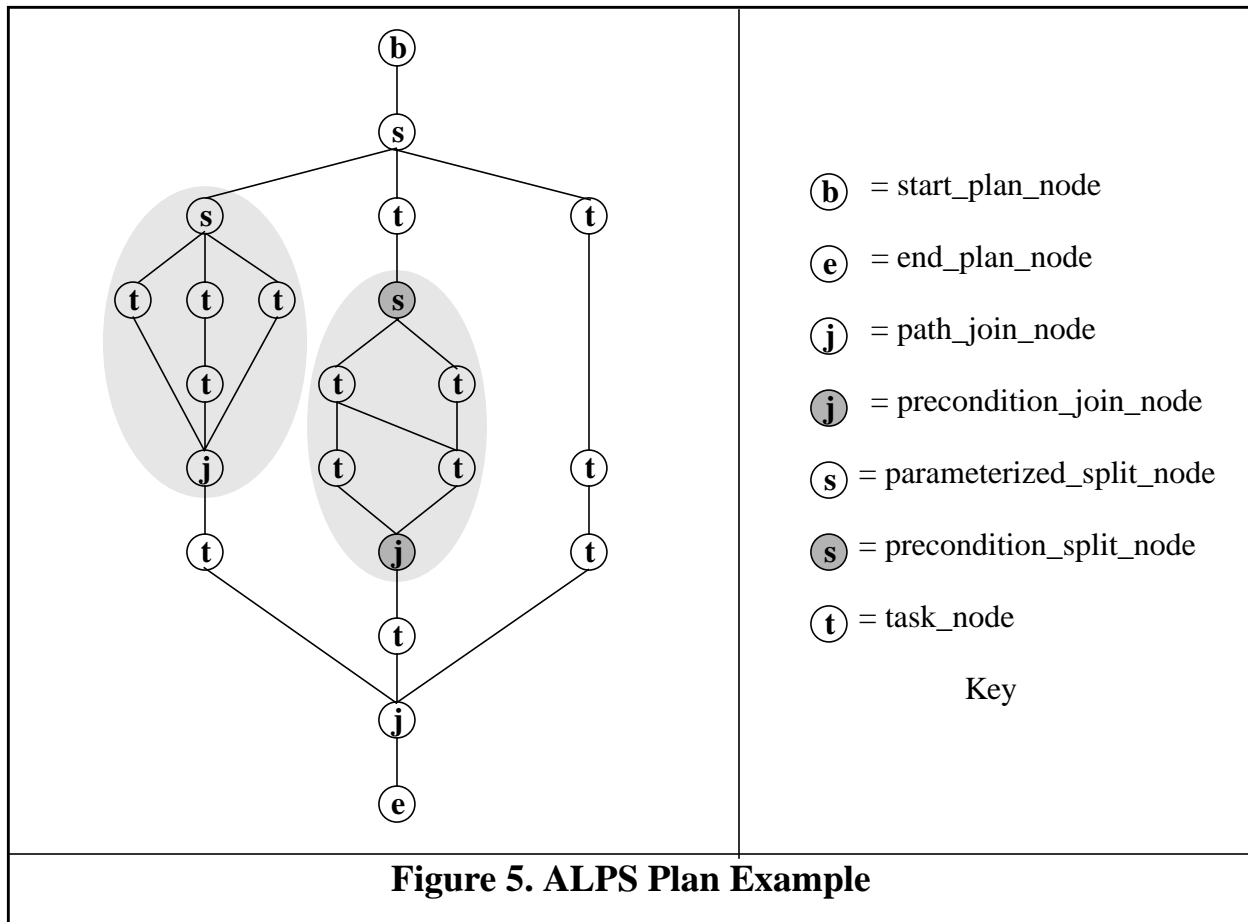 b
s
s t t
t t t s
t t t
j t t t
t j t
t
j
e
b = start_plan_node
e = end_plan_node
j = path_join_node
j = precondition_join_node
s = parameterized_split_node
s = precondition_split_node
t = task_node
Key
Figure 5. ALPS Plan Example